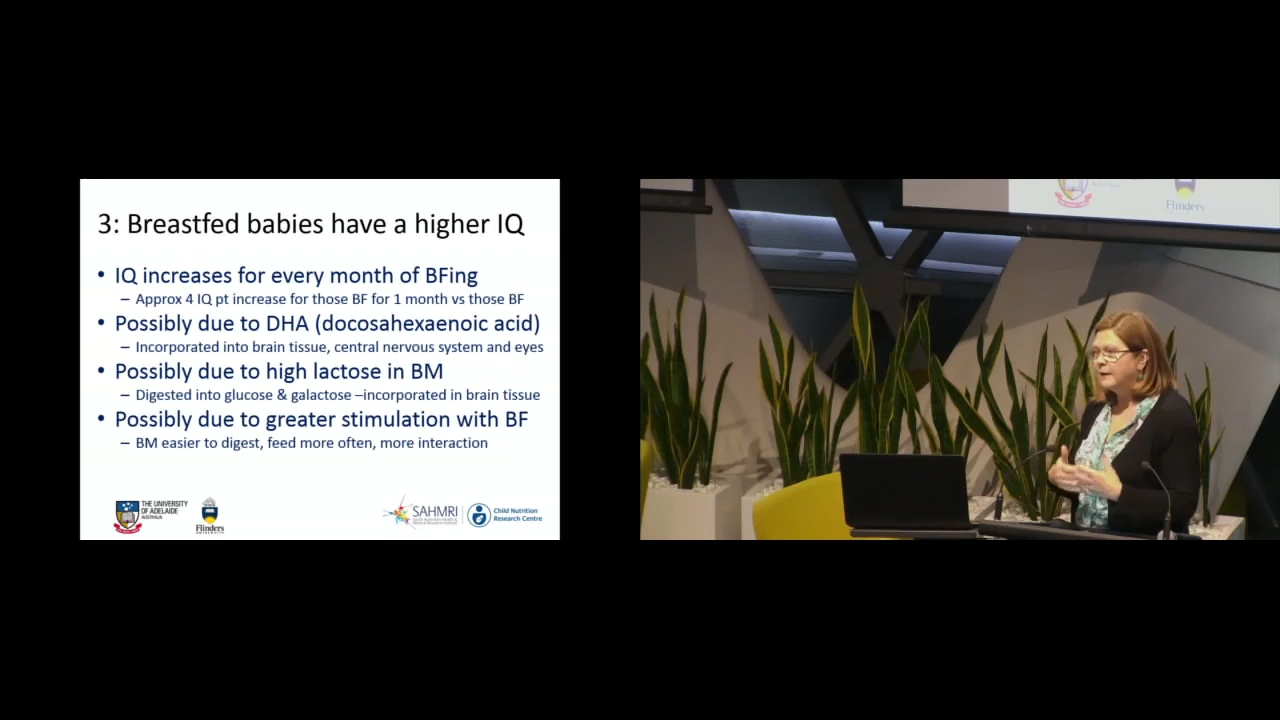 3: Breastfed babies have a higher IQ
• IQ increases for every month of BFing
– Approx 4 IQ pt increase for those BF for 1 month vs those BF
• Possibly due to DHA (docosahexaenoic acid)
– Incorporated into brain tissue, central nervous system and eyes
• Possibly due to high lactose in BM
– Digested into glucose & galactose –incorporated in brain tissue
• Possibly due to greater stimulation with BF
– BM easier to digest, feed more often, more interaction
THE UNIVERSITY
OF ADELAIDE
AUSTRALIA
Flinders
UNIVERSITY
SAHMRI
Child Nutrition
Research Centre
Flinders